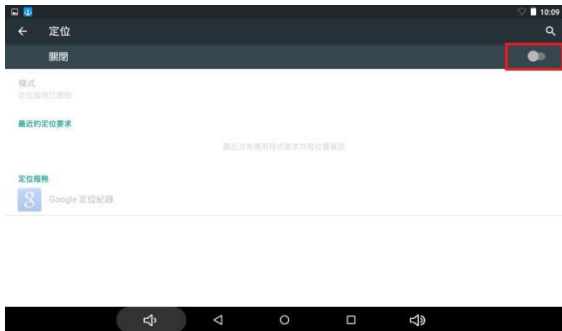 10:09
定位
關閉
模式
定位服務已關閉
最近的定位要求
最近沒有應用程式要求存取位置資訊
定位服務
8 Google 定位紀錄